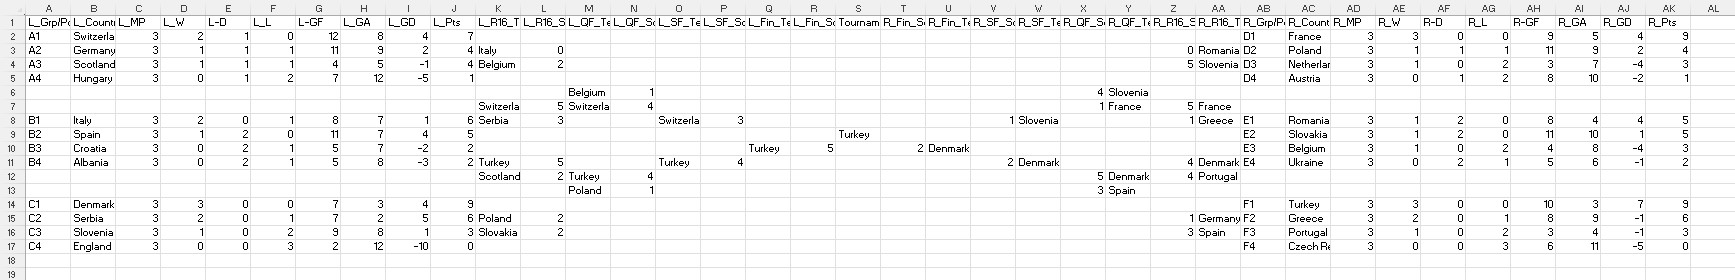 A B C D E F G H I J K L M N O P Q R S T U V W X Y Z AA AB AC AD AE AF AG AH AI AJ AK AL
1 L_Grp/Po L_Count L_MP L_W L-D L_L L-GF L_GA L_GD L_Pts L_R16_T L_R16_S L_QF_Te L_QF_Sc L_SF_Te L_SF_Sc L_Fin_Te L_Fin_Sc Tournam R_Fin_Sc R_Fin_Te R_SF_Sc R_SF_Te R_QF_Sc R_QF_Te R_R16_S R_R16_T R_Grp/Po R_Count R_MP R_W R-D R_L R-GF R_GA R_GD R_Pts
2 A1 Switzerla 3 2 1 0 12 8 4 7 D1 France 3 3 0 0 9 5 4 9
3 A2 Germany 3 1 1 1 11 9 2 4 Italy 0 0 Romania D2 Poland 3 1 1 1 11 9 2 4
4 A3 Scotland 3 1 1 1 4 5 -1 4 Belgium 2 5 Slovenia D3 Netherlar 3 1 0 2 3 7 -4 3
5 A4 Hungary 3 0 1 2 7 12 -5 1 D4 Austria 3 0 1 2 8 10 -2 1
6 Belgium 1 4 Slovenia
7 Switzerla 5 Switzerla 4 1 France 5 France
8 B1 Italy 3 2 0 1 8 7 1 6 Serbia 3 Switzerla 3 1 Slovenia 1 Greece E1 Romania 3 1 2 0 8 4 4 5
9 B2 Spain 3 1 2 0 11 7 4 5 Turkey E2 Slovakia 3 1 2 0 11 10 1 5
10 B3 Croatia 3 0 2 1 5 7 -2 2 Turkey 5 2 Denmark E3 Belgium 3 1 0 2 4 8 -4 3
11 B4 Albania 3 0 2 1 5 8 -3 2 Turkey 5 Turkey 4 2 Denmark 4 Denmark E4 Ukraine 3 0 2 1 5 6 -1 2
12 Scotland 2 Turkey 4 5 Denmark 4 Portugal
13 Poland 1 3 Spain
14 C1 Denmark 3 3 0 0 7 3 4 9 F1 Turkey 3 3 0 0 10 3 7 9
15 C2 Serbia 3 2 0 1 7 2 5 6 Poland 2 1 Germany F2 Greece 3 2 0 1 8 9 -1 6
16 C3 Slovenia 3 1 0 2 9 8 1 3 Slovakia 2 3 Spain F3 Portugal 3 1 0 2 3 4 -1 3
17 C4 England 3 0 0 3 2 12 -10 0 F4 Czech Re 3 0 0 3 6 11 -5 0
18
19